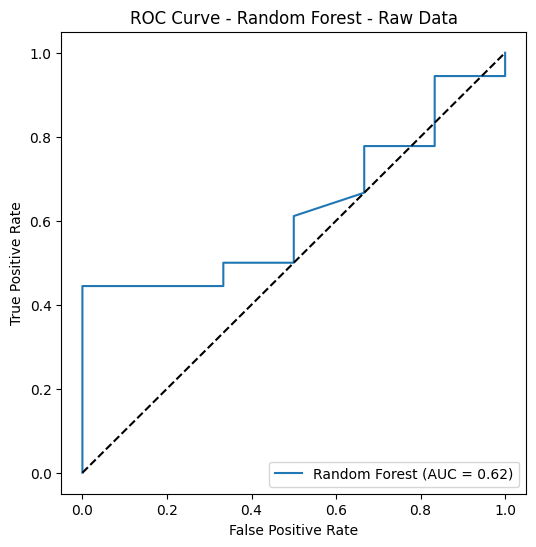 ROC Curve - Random Forest - Raw Data
1.0
0.8
0.6
0.4
0.2
0.0
True Positive Rate
Random Forest (AUC = 0.62)
0.0 0.2 0.4 0.6 0.8 1.0
False Positive Rate